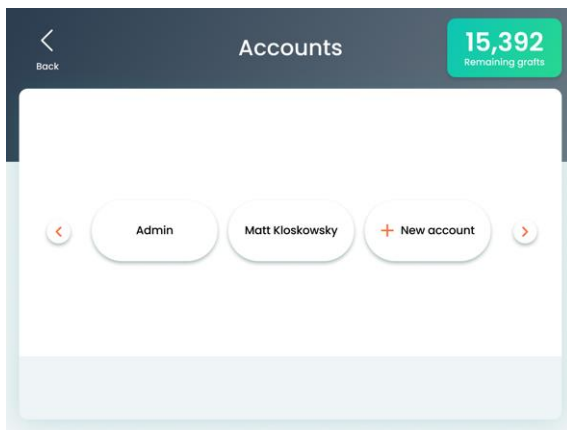 Back
Accounts
15,392
Remaining grafts
Admin
Matt Kloskowsky
+ New account